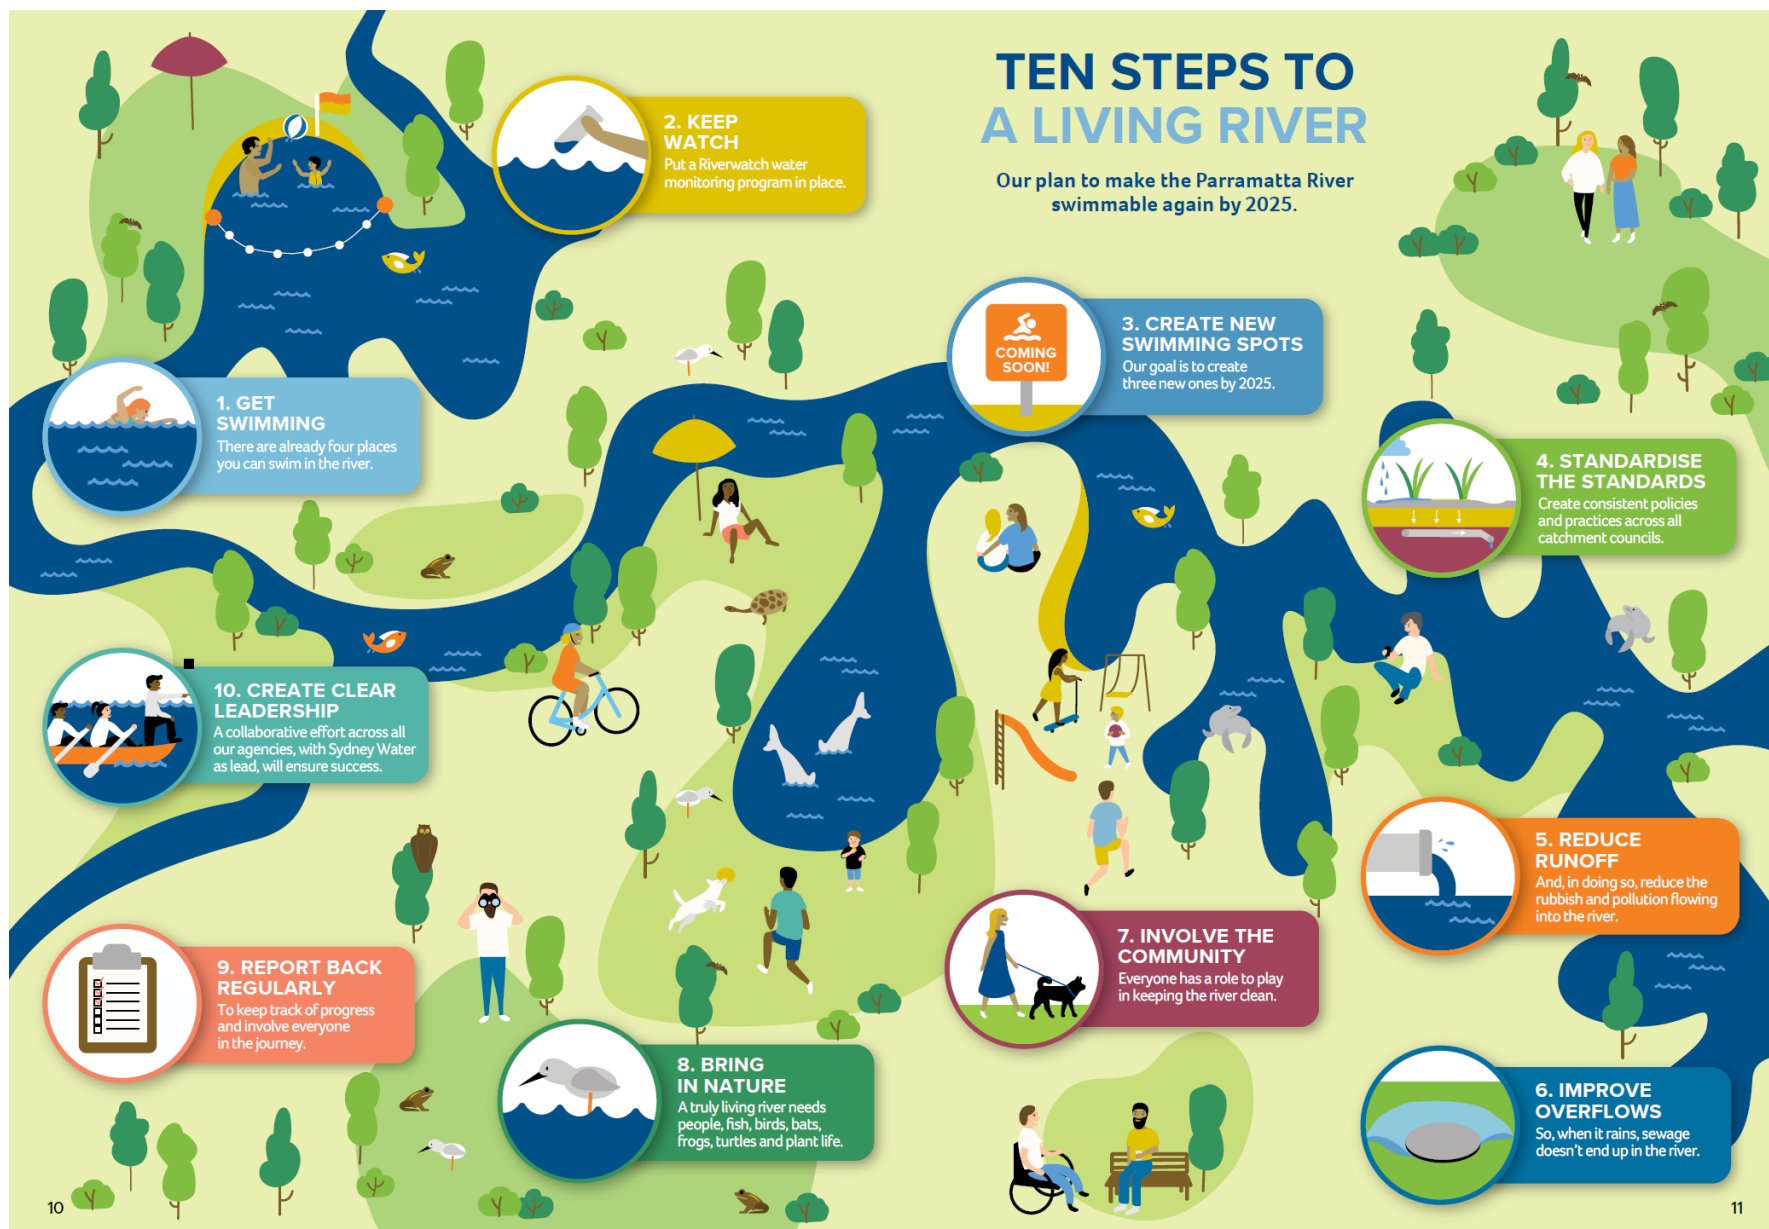 TEN STEPS TO
A LIVING RIVER
Our plan to make the Parramatta River
swimmable again by 2025.
1. GET
SWIMMING
There are already four places
you can swim in the river.
2. KEEP
WATCH
Put a Riverwatch water
monitoring program in place.
COMING
SOON!
3. CREATE NEW
SWIMMING SPOTS
Our goal is to create
three new ones by 2025.
4. STANDARDISE
THE STANDARDS
Create consistent policies
and practices across all
catchment councils.
5. REDUCE
RUNOFF
And, in doing so, reduce the
rubbish and pollution flowing
into the river.
6. IMPROVE
OVERFLOWS
So, when it rains, sewage
doesn't end up in the river.
7. INVOLVE THE
COMMUNITY
Everyone has a role to play
in keeping the river clean.
8. BRING
IN NATURE
A truly living river needs
people, fish, birds, bats,
frogs, turtles and plant life.
9. REPORT BACK
REGULARLY
To keep track of progress
and involve everyone
in the journey.
10. CREATE CLEAR
LEADERSHIP
A collaborative effort across all
our agencies, with Sydney Water
as lead, will ensure success.
10
11